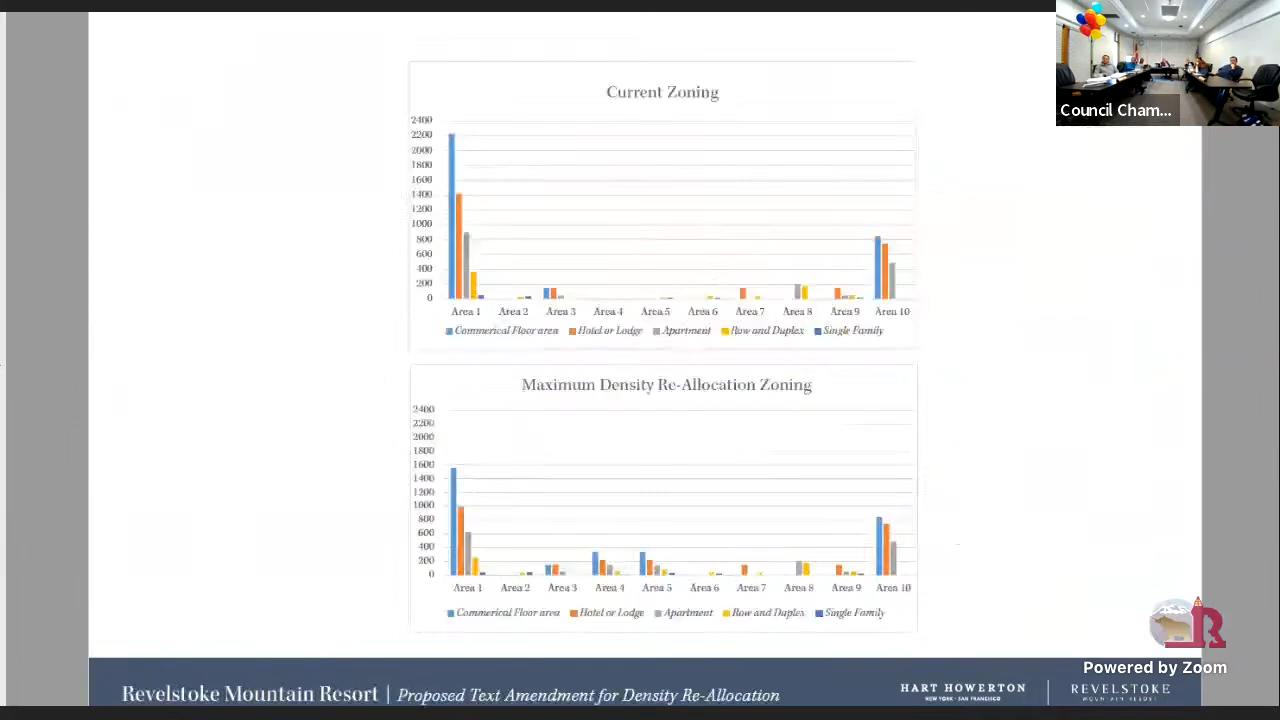 Current Zoning
2400
2200
2000
1800
1600
1400
1200
1000
800
600
400
200
0
Area 1 Area 2 Area 3 Area 4 Area 5 Area 6 Area 7 Area 8 Area 9 Area 10
Commerical Floor area Hotel or Lodge Apartment Row and Duplex Single Family
Maximum Density Re-Allocation Zoning
2400
2200
2000
1800
1600
1400
1200
1000
800
600
400
200
0
Area 1 Area 2 Area 3 Area 4 Area 5 Area 6 Area 7 Area 8 Area 9 Area 10
Commerical Floor area Hotel or Lodge Apartment Row and Duplex Single Family
Council Cham...
R
Powered by Zoom
Revelstoke Mountain Resort | Proposed Text Amendment for Density Re-Allocation
HART HOWERTON
NEW YORK · SAN FRANCISCO
REVELSTOKE
MOUNTAIN RESORT